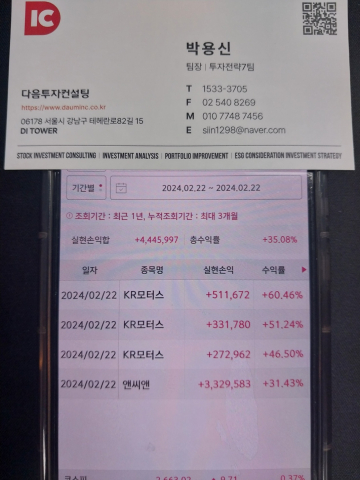 DIC
박용신
팀장 | 투자전략7팀
다음투자컨설팅
https://www.dauminc.co.kr
06178 서울시 강남구 테헤란로82길 15
DI TOWER
T 1533-3705
F 02 540 8269
M 010 7748 7456
E siin1298@naver.com
STOCK INVESTMENT CONSULTING | INVESTMENT ANALYSIS | PORTFOLIO IMPROVEMENT | ESG CONSIDERATION INVESTMENT STRATEGY
기간별 2024.02.22 ~ 2024.02.22
조회기간 : 최근 1년, 누적조회기간 : 최대 3개월
실현손익합 +4,445,997 총수익률 +35.08%
일자 종목명 실현손익 수익률
2024/02/22 KR모터스 +511,672 +60.46%
2024/02/22 KR모터스 +331,780 +51.24%
2024/02/22 KR모터스 +272,962 +46.50%
2024/02/22 앤씨앤 +3,329,583 +31.43%